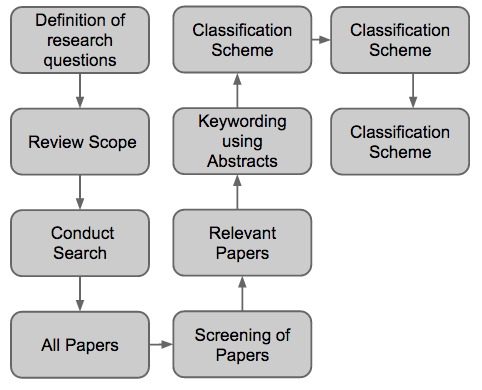 Definition of
research
questions
Review Scope
Conduct
Search
All Papers
Screening of
Papers
Relevant
Papers
Keywording
using
Abstracts
Classification
Scheme
Classification
Scheme
Classification
Scheme